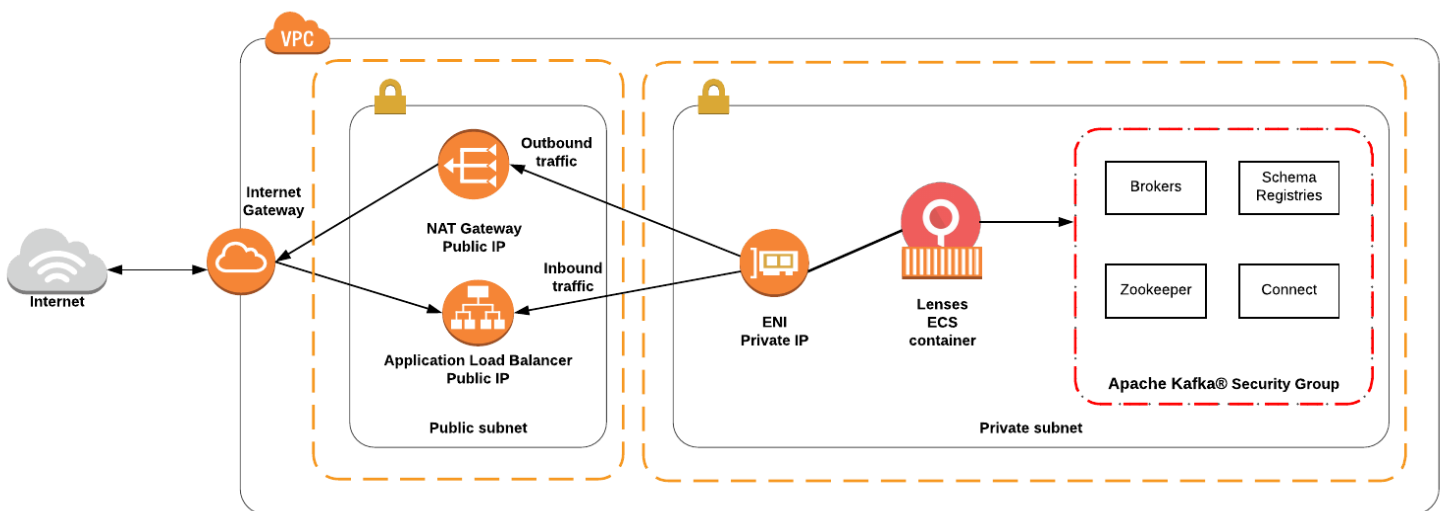 VPC
Internet
Internet
Gateway
Outbound
traffic
NAT Gateway
Public IP
Inbound
traffic
Application Load Balancer
Public IP
Public subnet
ENI
Private IP
Lenses
ECS
container
Brokers
Schema
Registries
Zookeeper
Connect
Apache Kafka® Security Group
Private subnet